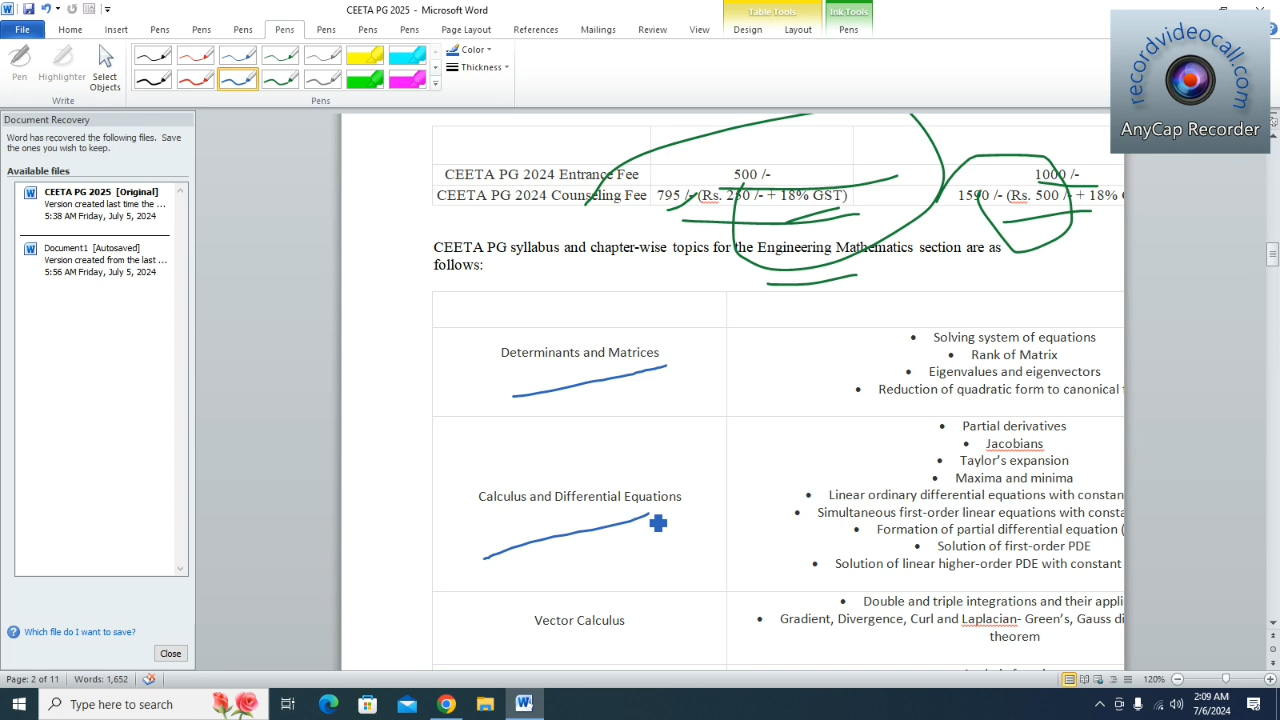 CEETA PG 2025 - Microsoft Word
Table Tools
Ink Tools
File
Home
Insert
Pens
Pens
Pens
Pens
Pens
Pens
Pens
Page Layout
References
Mailings
Review
View
Design
Layout
Pens
Pen
Highlighter
Select Objects
Write
Color
Thickness
Pens
recordvideocall.com
AnyCap Recorder
Document Recovery
Word has recovered the following files. Save
the ones you wish to keep.
Available files
CEETA PG 2025 [Original]
Version created last time the ...
5:38 AM Friday, July 5, 2024
Document1 [Autosaved]
Version created from the last ...
5:56 AM Friday, July 5, 2024
Which file do I want to save?
Close
CEETA PG 2024 Entrance Fee 500 /- 1000 /-
CEETA PG 2024 Counseling Fee 795 /- (Rs. 250 /- + 18% GST) 1590 /- (Rs. 500 /- + 18% G
CEETA PG syllabus and chapter-wise topics for the Engineering Mathematics section are as
follows:
Determinants and Matrices
• Solving system of equations
• Rank of Matrix
• Eigenvalues and eigenvectors
• Reduction of quadratic form to canonical
Calculus and Differential Equations
• Partial derivatives
• Jacobians
• Taylor’s expansion
• Maxima and minima
• Linear ordinary differential equations with constan
• Simultaneous first-order linear equations with consta
• Formation of partial differential equation (
• Solution of first-order PDE
• Solution of linear higher-order PDE with constant
Vector Calculus
• Double and triple integrations and their appli
• Gradient, Divergence, Curl and Laplacian- Green’s, Gauss di
theorem
Page: 2 of 11
Words: 1,652
120%
Type here to search
2:09 AM
7/6/2024